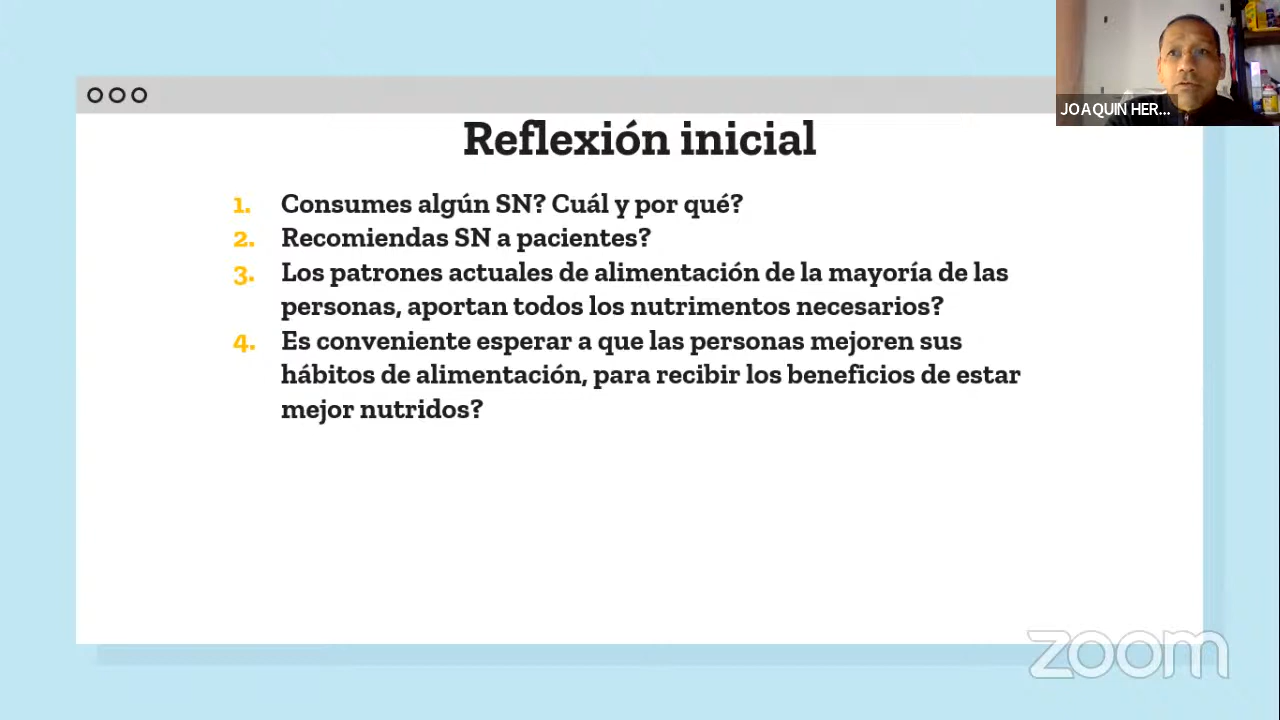 JOAQUIN HER...
Reflexión inicial
1. Consumes algún SN? Cuál y por qué?
2. Recomiendas SN a pacientes?
3. Los patrones actuales de alimentación de la mayoría de las
personas, aportan todos los nutrimentos necesarios?
4. Es conveniente esperar a que las personas mejoren sus
hábitos de alimentación, para recibir los beneficios de estar
mejor nutridos?
zoom